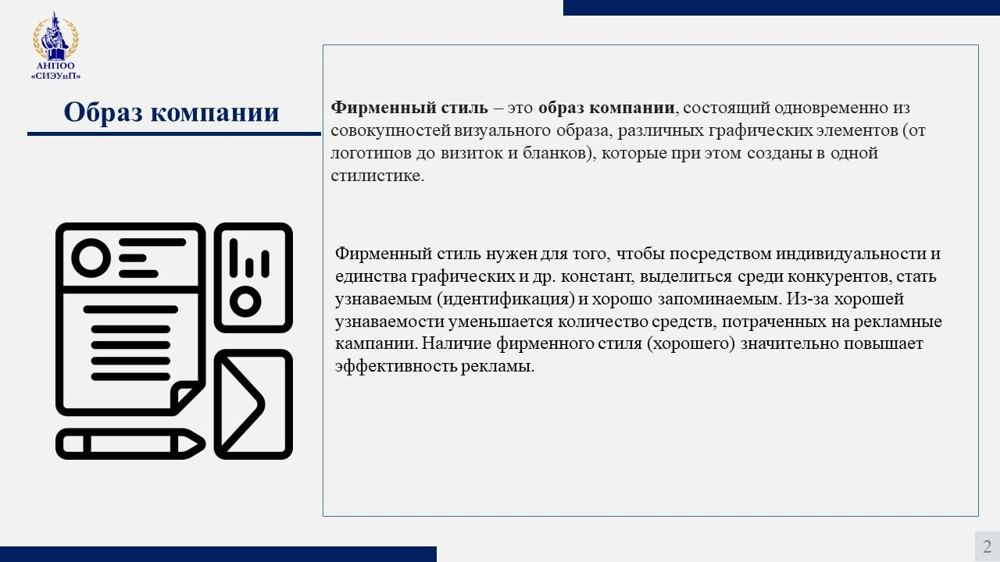 АНПОО
«СИЭУиП»
Образ компании
Фирменный стиль – это образ компании, состоящий одновременно из
совокупностей визуального образа, различных графических элементов (от
логотипов до визиток и бланков), которые при этом созданы в одной
стилистике.
Фирменный стиль нужен для того, чтобы посредством индивидуальности и
единства графических и др. констант, выделиться среди конкурентов, стать
узнаваемым (идентификация) и хорошо запоминаемым. Из-за хорошей
узнаваемости уменьшается количество средств, потраченных на рекламные
кампании. Наличие фирменного стиля (хорошего) значительно повышает
эффективность рекламы.
2